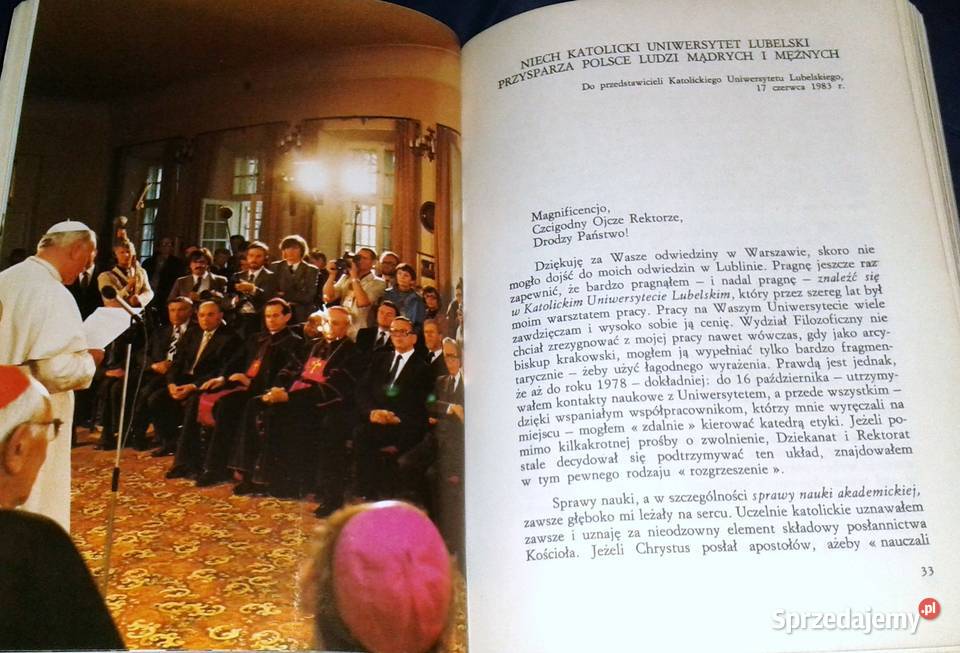 NIECH KATOLICKI UNIWERSYTET LUBELSKI
PRZYSPARZA POLSCE LUDZI MĄDRYCH I MĘŻNYCH
Do przedstawicieli Katolickiego Uniwersytetu Lubelskiego,
17 czerwca 1983 r.
Magnificencjo,
Czcigodny Ojcze Rektorze,
Drodzy Państwo!
Dziękuję za Wasze odwiedziny w Warszawie, skoro nie
mogło dojść do moich odwiedzin w Lublinie. Pragnę jeszcze raz
zapewnić, że bardzo pragnąłem – i nadal pragnę – znaleźć się
w Katolickim Uniwersytecie Lubelskim, który przez szereg lat był
moim warsztatem pracy. Pracy na Waszym Uniwersytecie wiele
zawdzięczam i wysoko sobie ją cenię. Wydział Filozoficzny nie
chciał zrezygnować z mojej pracy nawet wówczas, gdy jako arcy-
biskup krakowski, mogłem ją wypełniać tylko bardzo fragmen-
tarycznie – żeby użyć łagodnego wyrażenia. Prawdą jest jednak,
że aż do roku 1978 – dokładniej: do 16 października – utrzymy-
wałem kontakty naukowe z Uniwersytetem, a przede wszystkim –
dzięki wspaniałym współpracownikom, którzy mnie wyręczali na
miejscu – mogłem « zdalnie » kierować katedrą etyki. Jeżeli po-
mimo kilkakrotnej prośby o zwolnienie, Dziekanat i Rektorat
stale decydował się podtrzymywać ten układ, znajdowałem
w tym pewnego rodzaju « rozgrzeszenie ».
Sprawy nauki, a w szczególności sprawy nauki akademickiej,
zawsze głęboko mi leżały na sercu. Uczelnie katolickie uznawałem
zawsze i uznaję za nieodzowny element składowy posłannictwa
Kościoła. Jeżeli Chrystus posłał apostołów, ażeby « nauczali
33
Sprzedajemy.pl